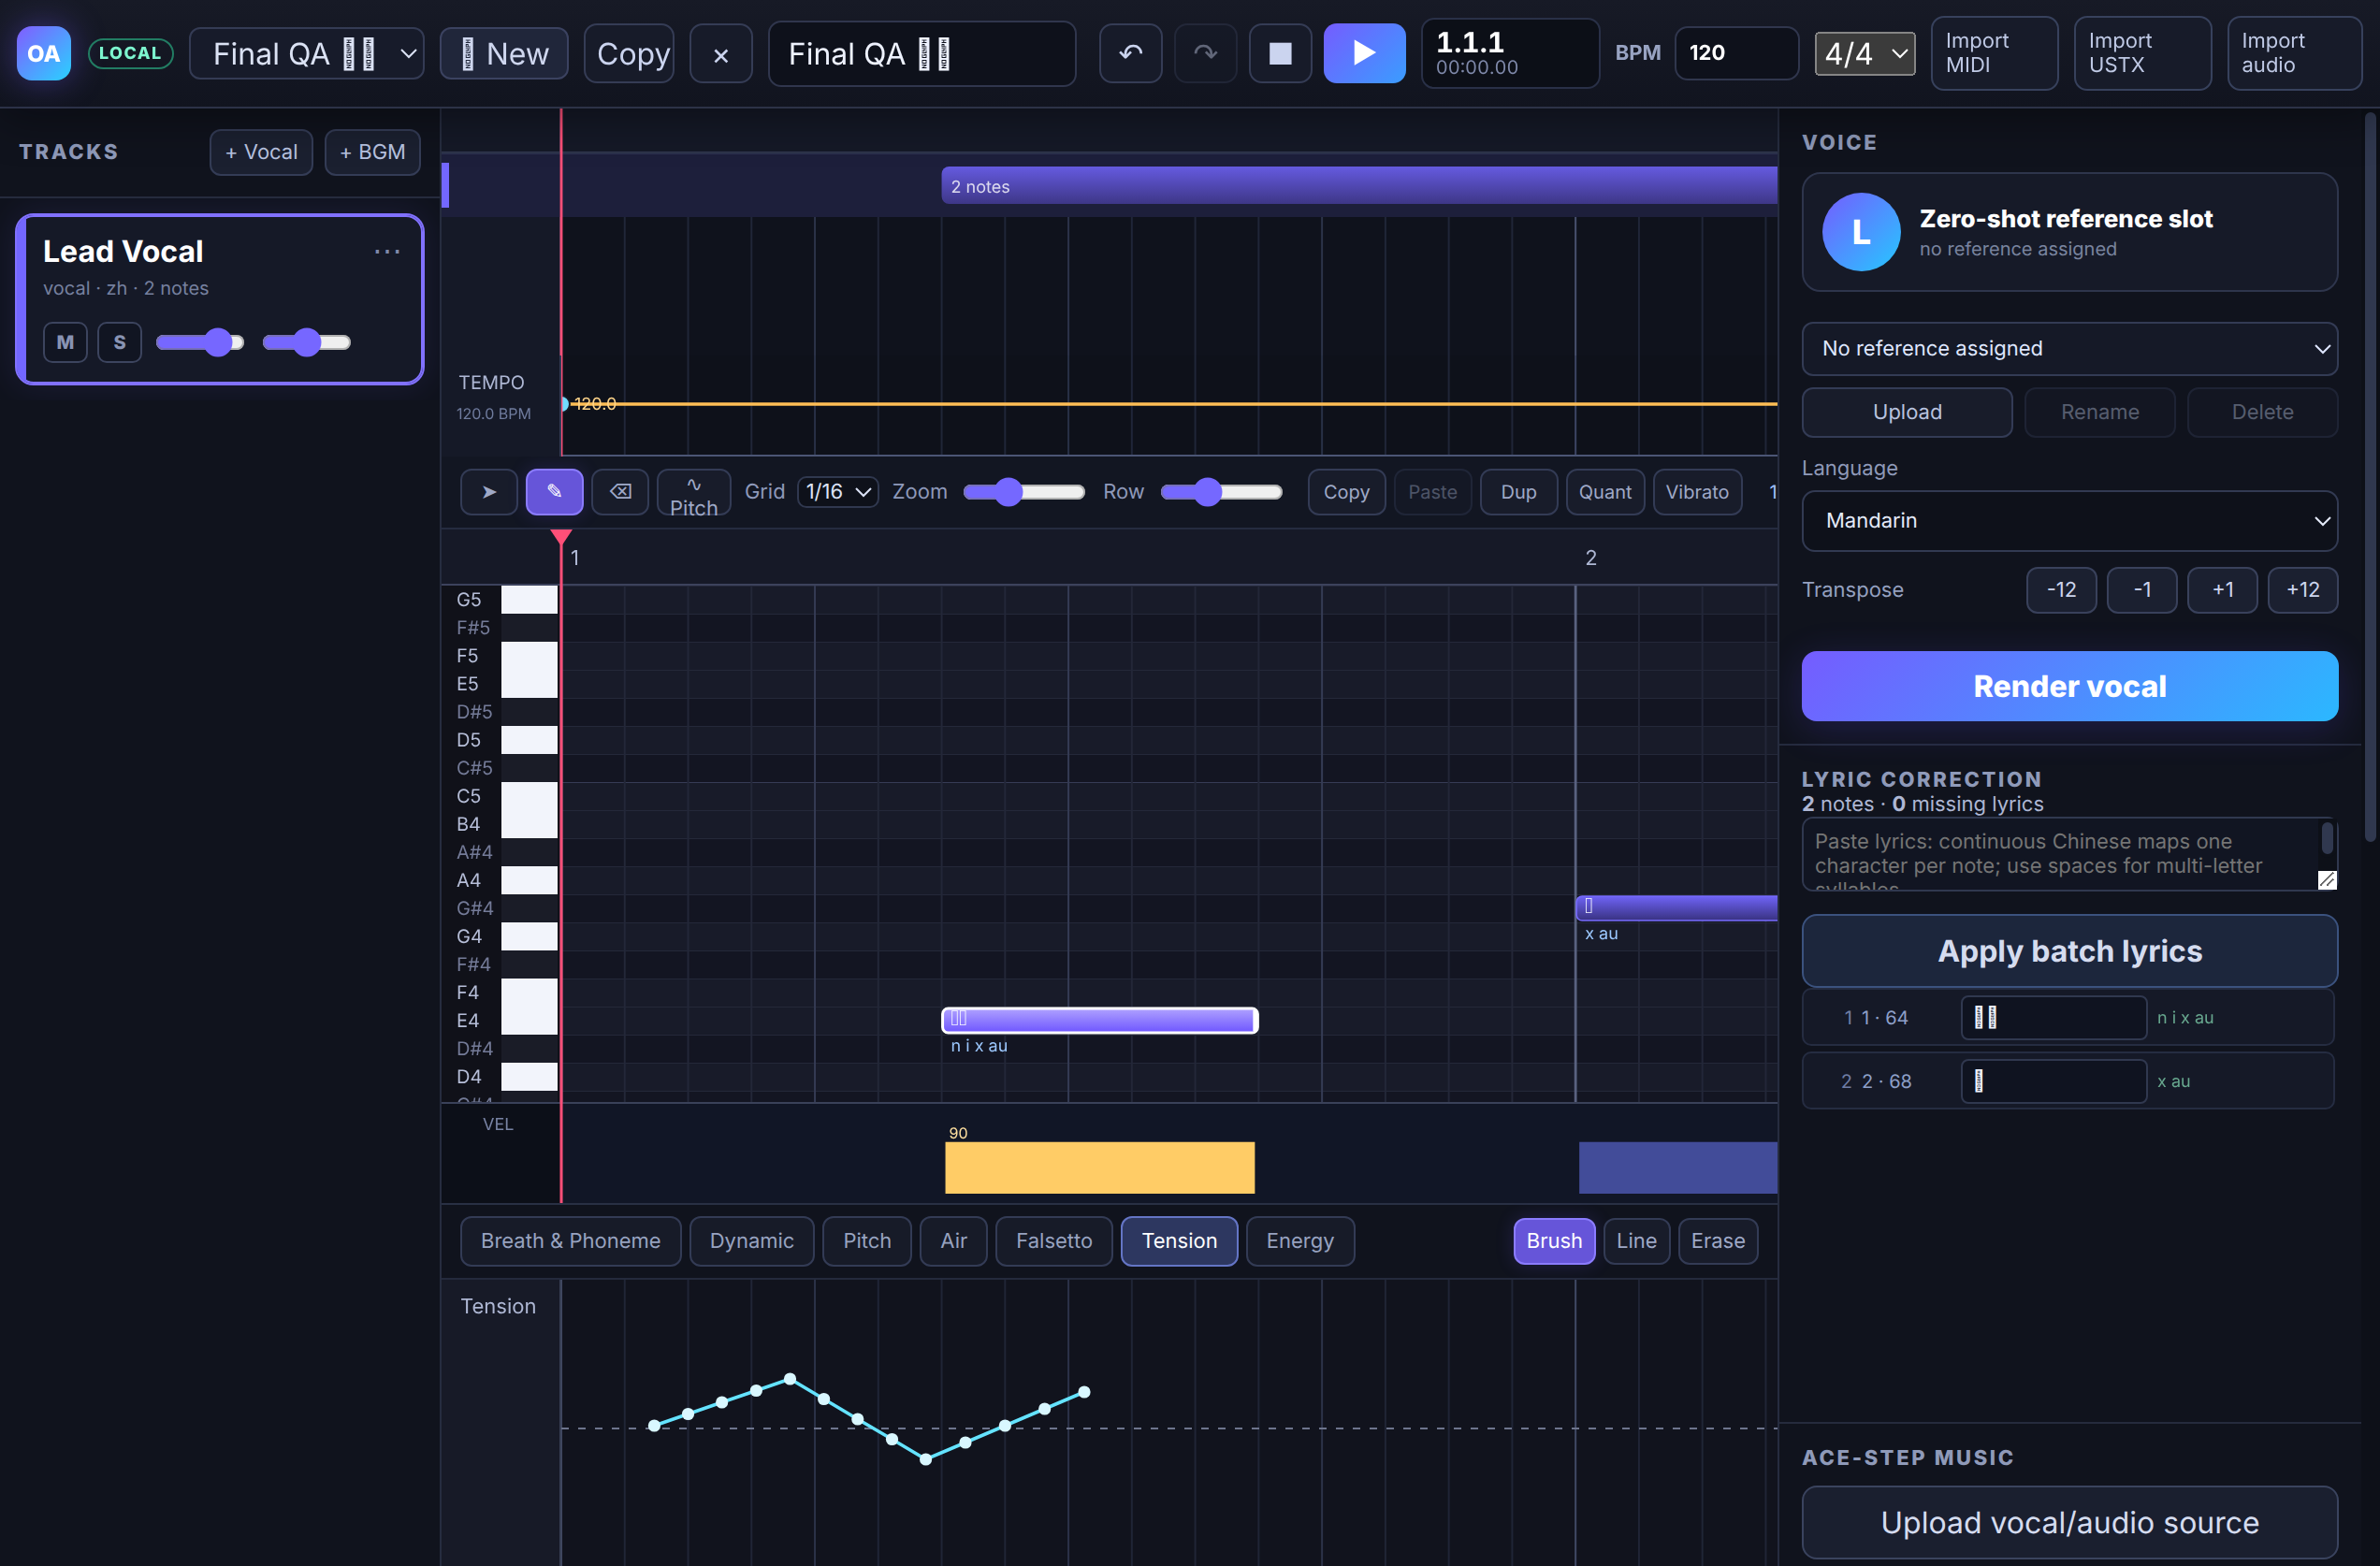 OA
LOCAL
Final QA
New
Copy
×
Final QA
1.1.1
00:00.00
BPM
120
4/4
Import
MIDI
Import
USTX
Import
audio
TRACKS
+ Vocal
+ BGM
Lead Vocal
...
vocal · zh · 2 notes
M
S
2 notes
TEMPO
120.0 BPM
120.0
Pitch
Grid
1/16
Zoom
Row
Copy
Paste
Dup
Quant
Vibrato
1
1
2
G5
F#5
F5
E5
D#5
D5
C#5
C5
B4
A#4
A4
G#4
G4
F#4
F4
E4
D#4
D4
C#4
x au
n i x au
VEL
90
Breath & Phoneme
Dynamic
Pitch
Air
Falsetto
Tension
Energy
Brush
Line
Erase
Tension
VOICE
L
Zero-shot reference slot
no reference assigned
No reference assigned
Upload
Rename
Delete
Language
Mandarin
Transpose
-12
-1
+1
+12
Render vocal
LYRIC CORRECTION
2 notes · 0 missing lyrics
Paste lyrics: continuous Chinese maps one
character per note; use spaces for multi-letter
syllables
Apply batch lyrics
1 1 · 64
n i x au
2 2 · 68
x au
ACE-STEP MUSIC
Upload vocal/audio source